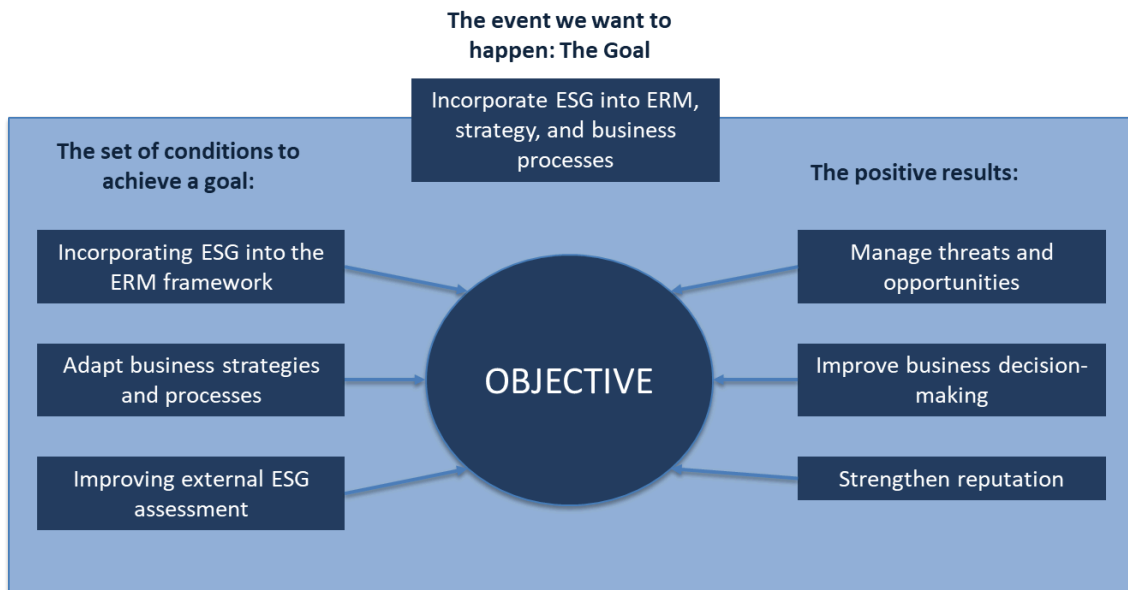 The event we want to
happen: The Goal
Incorporate ESG into ERM,
strategy, and business
processes
The set of conditions to
achieve a goal:
Incorporating ESG into the
ERM framework
Adapt business strategies
and processes
Improving external ESG
assessment
OBJECTIVE
The positive results:
Manage threats and
opportunities
Improve business decision-
making
Strengthen reputation